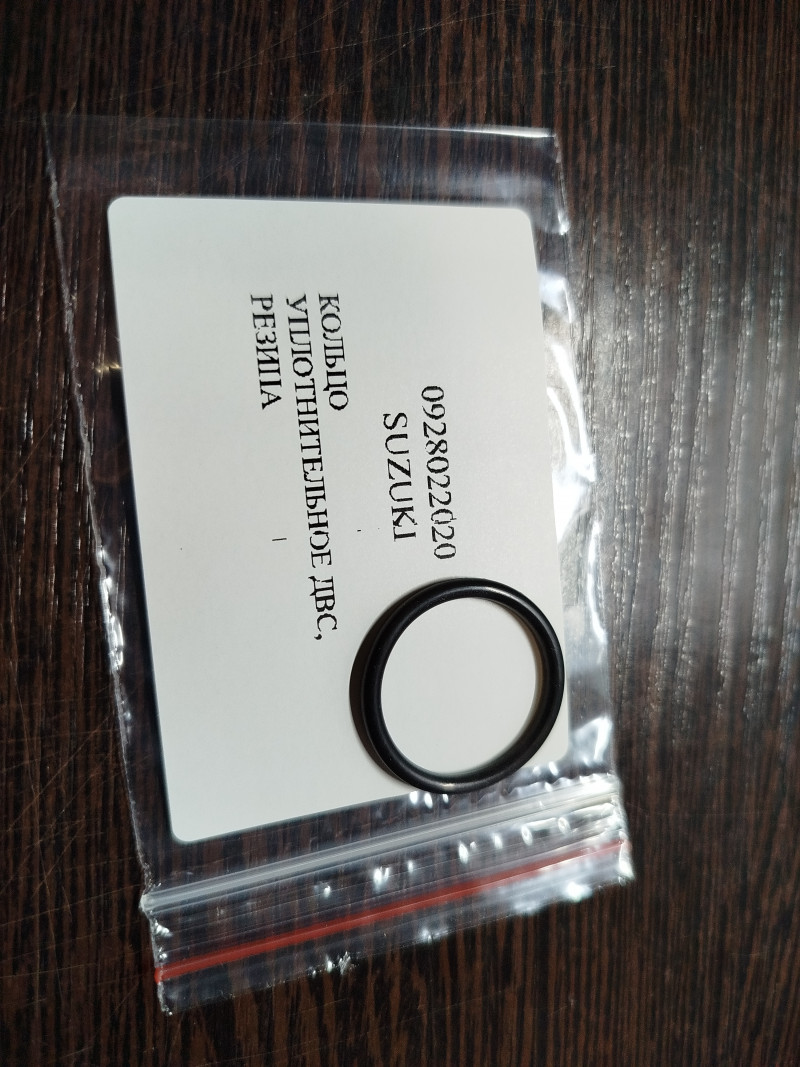 0928022020
SUZUKI
КОЛЬЦО
УПЛОТНИТЕЛЬНОЕ ДВС,
РЕЗИНА